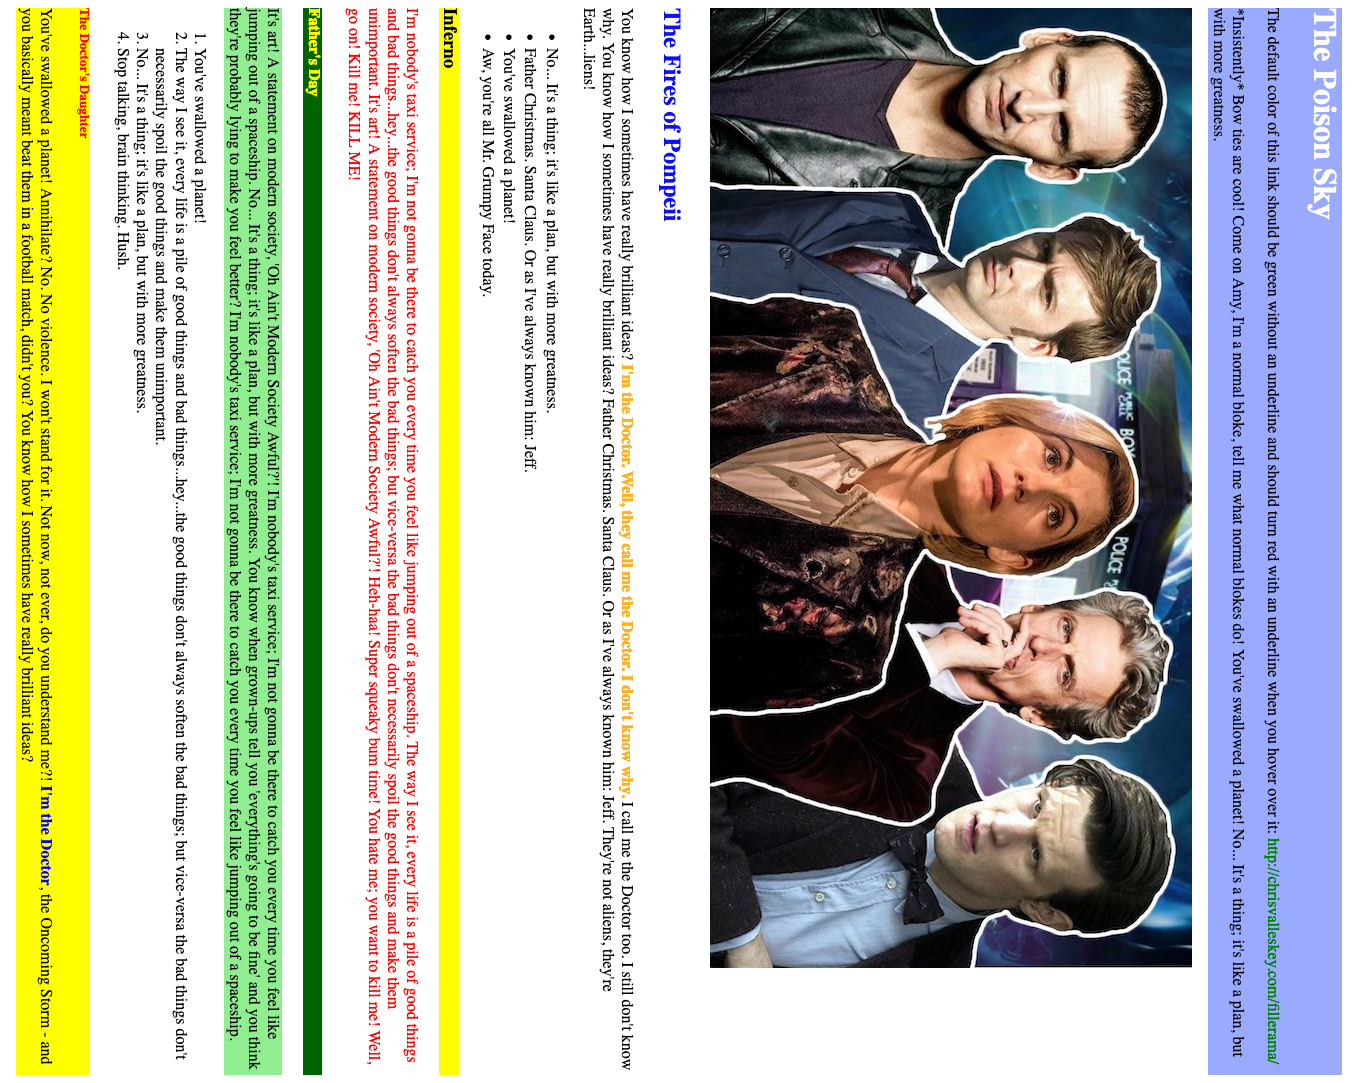 The Poison Sky
The default color of this link should be green without an underline and should turn red with an underline when you hover over it: http://chrisvalleskey.com/fillerama/
*Insistently* Bow ties are cool! Come on Amy, I'm a normal bloke, tell me what normal blokes do! You've swallowed a planet! No... It's a thing; it's like a plan, but
with more greatness.
POLICE PUBLIC CALL BOX
POLICE
The Fires of Pompeii
You know how I sometimes have really brilliant ideas? I'm the Doctor. Well, they call me the Doctor. I don't know why. I call me the Doctor too. I still don't know
why. You know how I sometimes have really brilliant ideas? Father Christmas. Santa Claus. Or as I've always known him: Jeff. They're not aliens, they're
Earth...liens!
• No... It's a thing; it's like a plan, but with more greatness.
• Father Christmas. Santa Claus. Or as I've always known him: Jeff.
• You've swallowed a planet!
• Aw, you're all Mr. Grumpy Face today.
Inferno
I'm nobody's taxi service; I'm not gonna be there to catch you every time you feel like jumping out of a spaceship. The way I see it, every life is a pile of good things
and bad things...hey...the good things don't always soften the bad things; but vice-versa the bad things don't necessarily spoil the good things and make them
unimportant. It's art! A statement on modern society, 'Oh Ain't Modern Society Awful?'! Heh-haa! Super squeaky bum time! You hate me; you want to kill me! Well,
go on! Kill me! KILL ME!
Father's Day
It's art! A statement on modern society, 'Oh Ain't Modern Society Awful?'! I'm nobody's taxi service; I'm not gonna be there to catch you every time you feel like
jumping out of a spaceship. No... It's a thing; it's like a plan, but with more greatness. You know when grown-ups tell you 'everything's going to be fine' and you think
they're probably lying to make you feel better? I'm nobody's taxi service; I'm not gonna be there to catch you every time you feel like jumping out of a spaceship.
1. You've swallowed a planet!
2. The way I see it, every life is a pile of good things and bad things...hey...the good things don't always soften the bad things; but vice-versa the bad things don't
necessarily spoil the good things and make them unimportant.
3. No... It's a thing; it's like a plan, but with more greatness.
4. Stop talking, brain thinking. Hush.
The Doctor's Daughter
You've swallowed a planet! Annihilate? No. No violence. I won't stand for it. Not now, not ever, do you understand me?! I'm the Doctor, the Oncoming Storm - and
you basically meant beat them in a football match, didn't you? You know how I sometimes have really brilliant ideas?